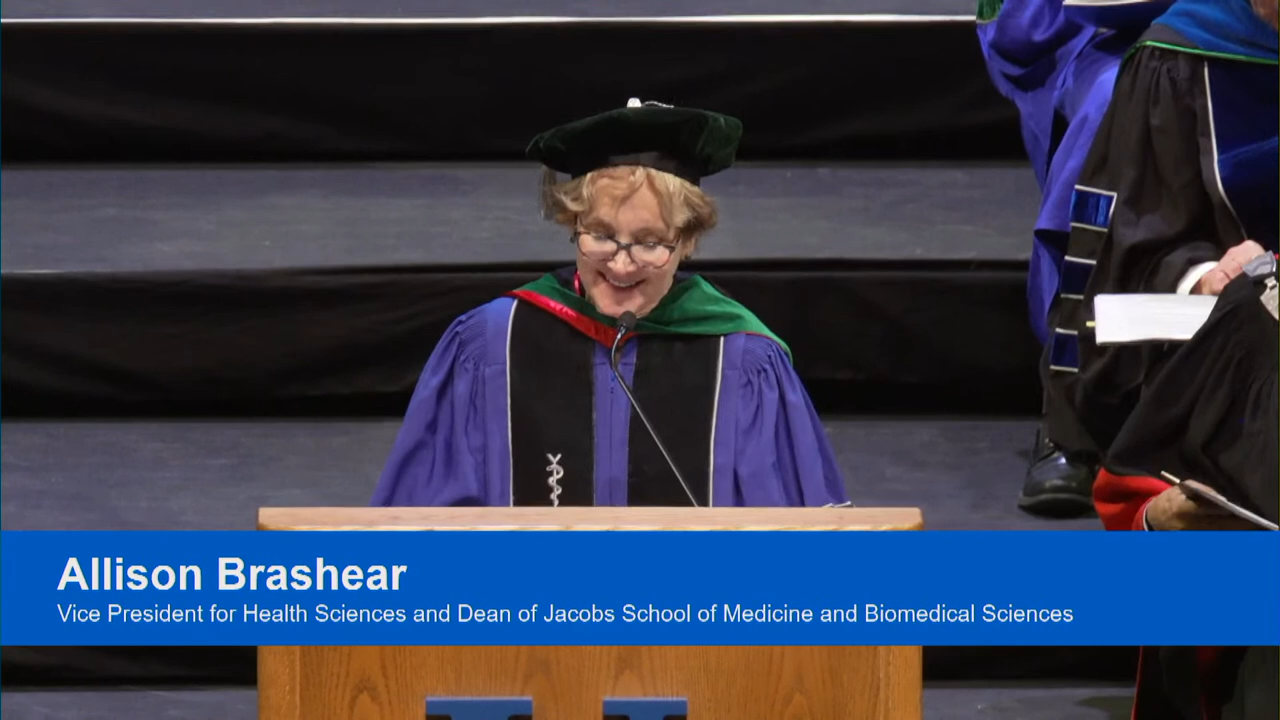 Allison Brashear
Vice President for Health Sciences and Dean of Jacobs School of Medicine and Biomedical Sciences